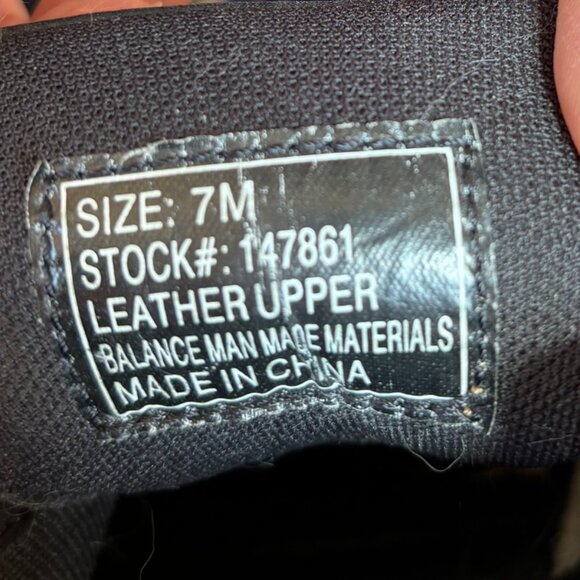 SIZE: 7M
STOCK#: 147861
LEATHER UPPER
BALANCE MAN MADE MATERIALS
MADE IN CHINA